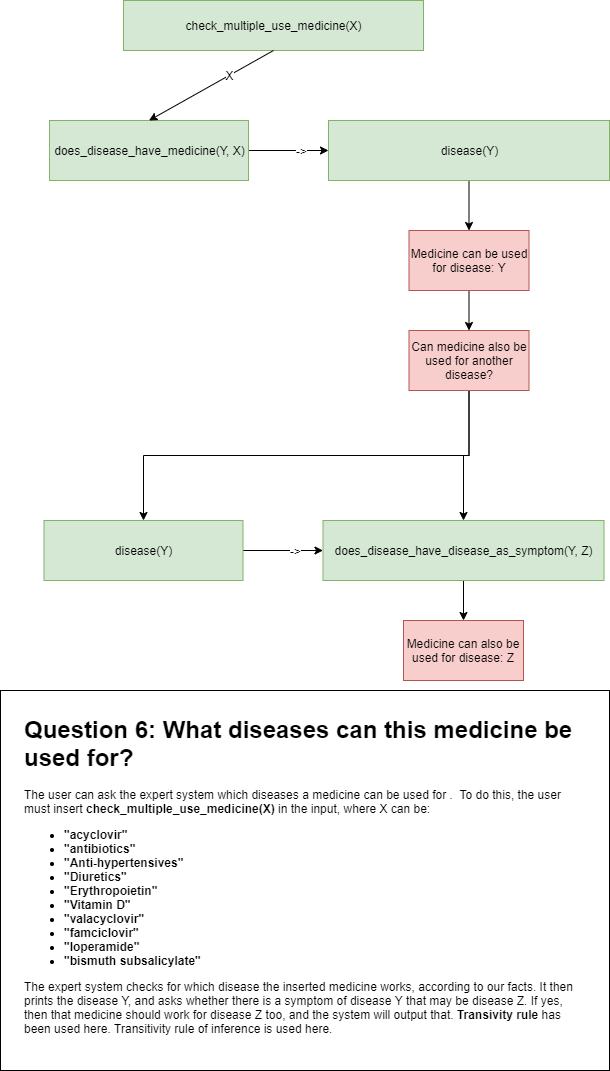 check_multiple_use_medicine(X)
X
does_disease_have_medicine(Y, X)
->
disease(Y)
Medicine can be used
for disease: Y
Can medicine also be
used for another
disease?
disease(Y)
->
does_disease_have_disease_as_symptom(Y, Z)
Medicine can also be
used for disease: Z
Question 6: What diseases can this medicine be
used for?
The user can ask the expert system which diseases a medicine can be used for .  To do this, the user
must insert check_multiple_use_medicine(X) in the input, where X can be:
• "acyclovir"
• "antibiotics"
• "Anti-hypertensives"
• "Diuretics"
• "Erythropoietin"
• "Vitamin D"
• "valacyclovir"
• "famciclovir"
• "loperamide"
• "bismuth subsalicylate"
The expert system checks for which disease the inserted medicine works, according to our facts. It then
prints the disease Y, and asks whether there is a symptom of disease Y that may be disease Z. If yes,
then that medicine should work for disease Z too, and the system will output that. Transivity rule has
been used here. Transitivity rule of inference is used here.